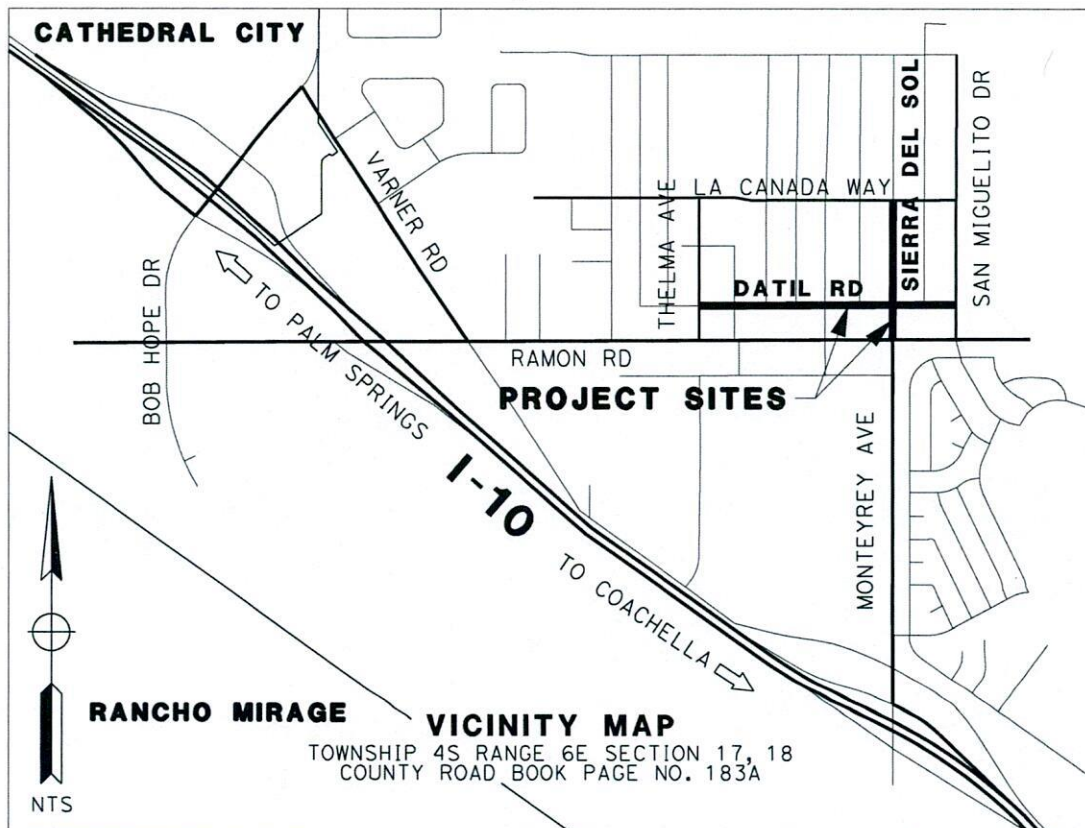 CATHEDRAL CITY
VARNER RD
THELMA AVE
LA CANADA WAY
SIERRA DEL SOL
SAN MIGUELITO DR
DATIL RD
BOB HOPE DR
TO PALM SPRINGS
RAMON RD
PROJECT SITES
I-10
MONTEYREY AVE
TO COACHELLA
RANCHO MIRAGE
VICINITY MAP
TOWNSHIP 4S RANGE 6E SECTION 17, 18
COUNTY ROAD BOOK PAGE NO. 183A
NTS